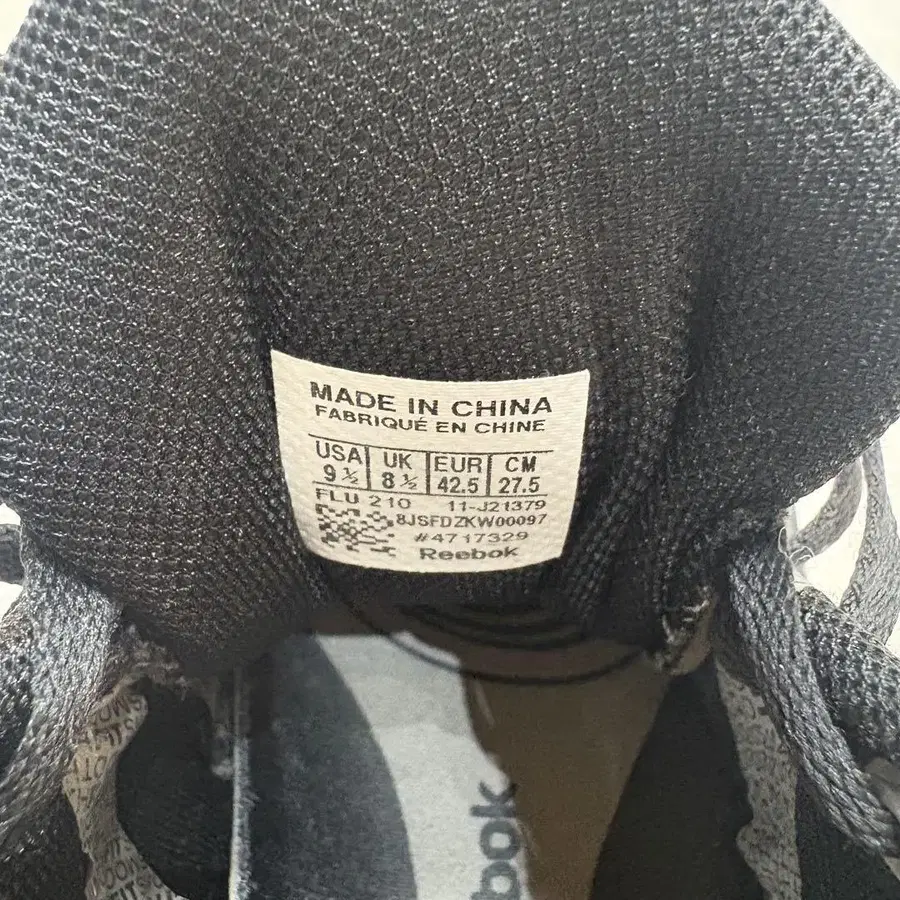 MADE IN CHINA
FABRIQUÉ EN CHINE
USA UK EUR CM
9 ½ 8 ½ 42.5 27.5
FLU 210 11-J21379
8JSFDZKW00097
#4717329
Reebok
ebok